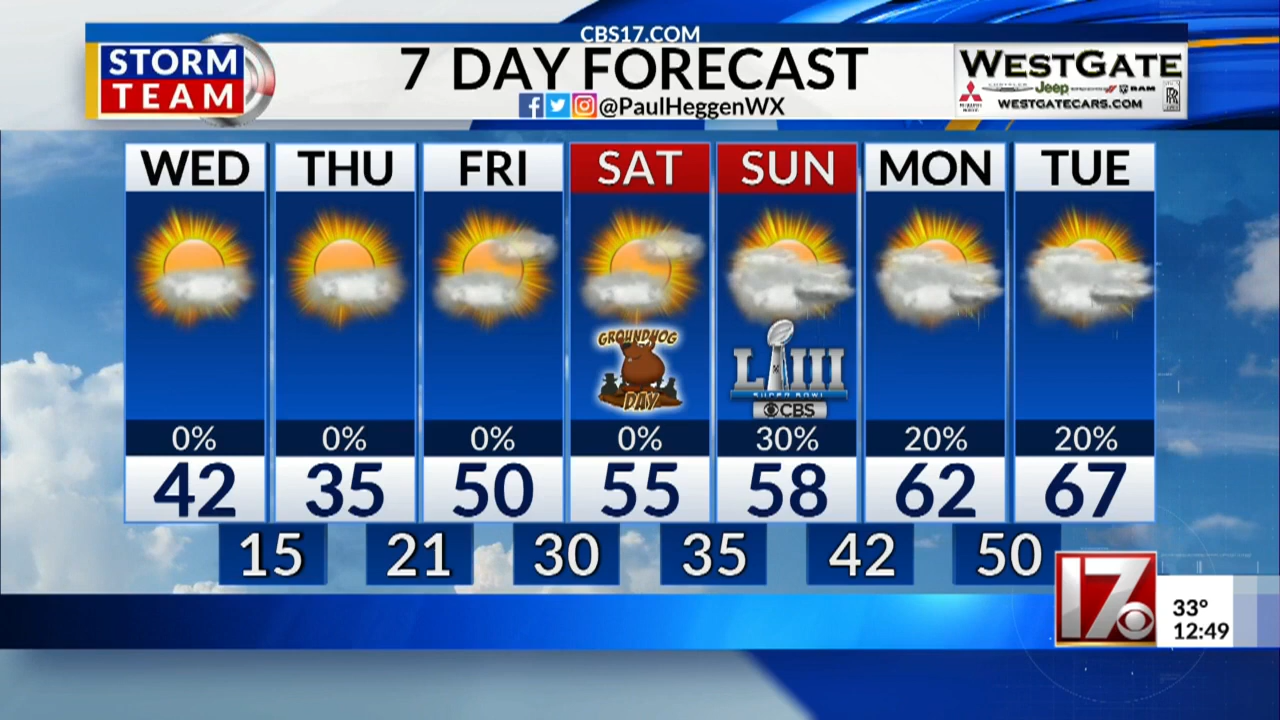 CBS17.COM
STORM
TEAM
7 DAY FORECAST
@PaulHeggenWX
WESTGATE
Jeep RAM
WESTGATECARS.COM
WED THU FRI SAT SUN MON TUE
GROUNDHOG
DAY
LIII
SUPER BOWL
CBS
0% 0% 0% 0% 30% 20% 20%
42 35 50 55 58 62 67
15 21 30 35 42 50
17
33°
12:49